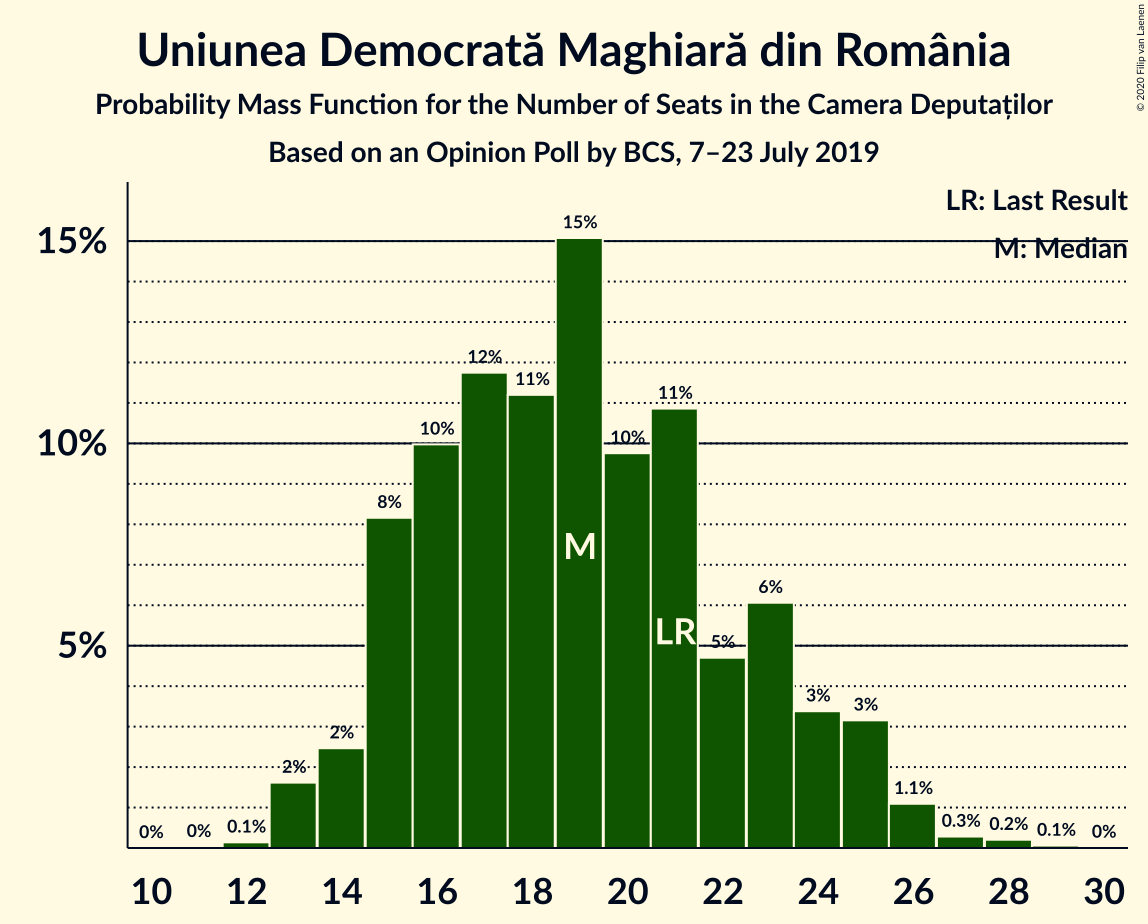 Uniunea Democrată Maghiară din România
Probability Mass Function for the Number of Seats in the Camera Deputaților
Based on an Opinion Poll by BCS, 7–23 July 2019
© 2020 Filip van Laenen
LR: Last Result
M: Median
15%
10%
5%
0%
0%
0.1%
2%
2%
8%
10%
12%
11%
15%
10%
11%
5%
6%
3%
3%
1.1%
0.3%
0.2%
0.1%
0%
M
LR
10 12 14 16 18 20 22 24 26 28 30